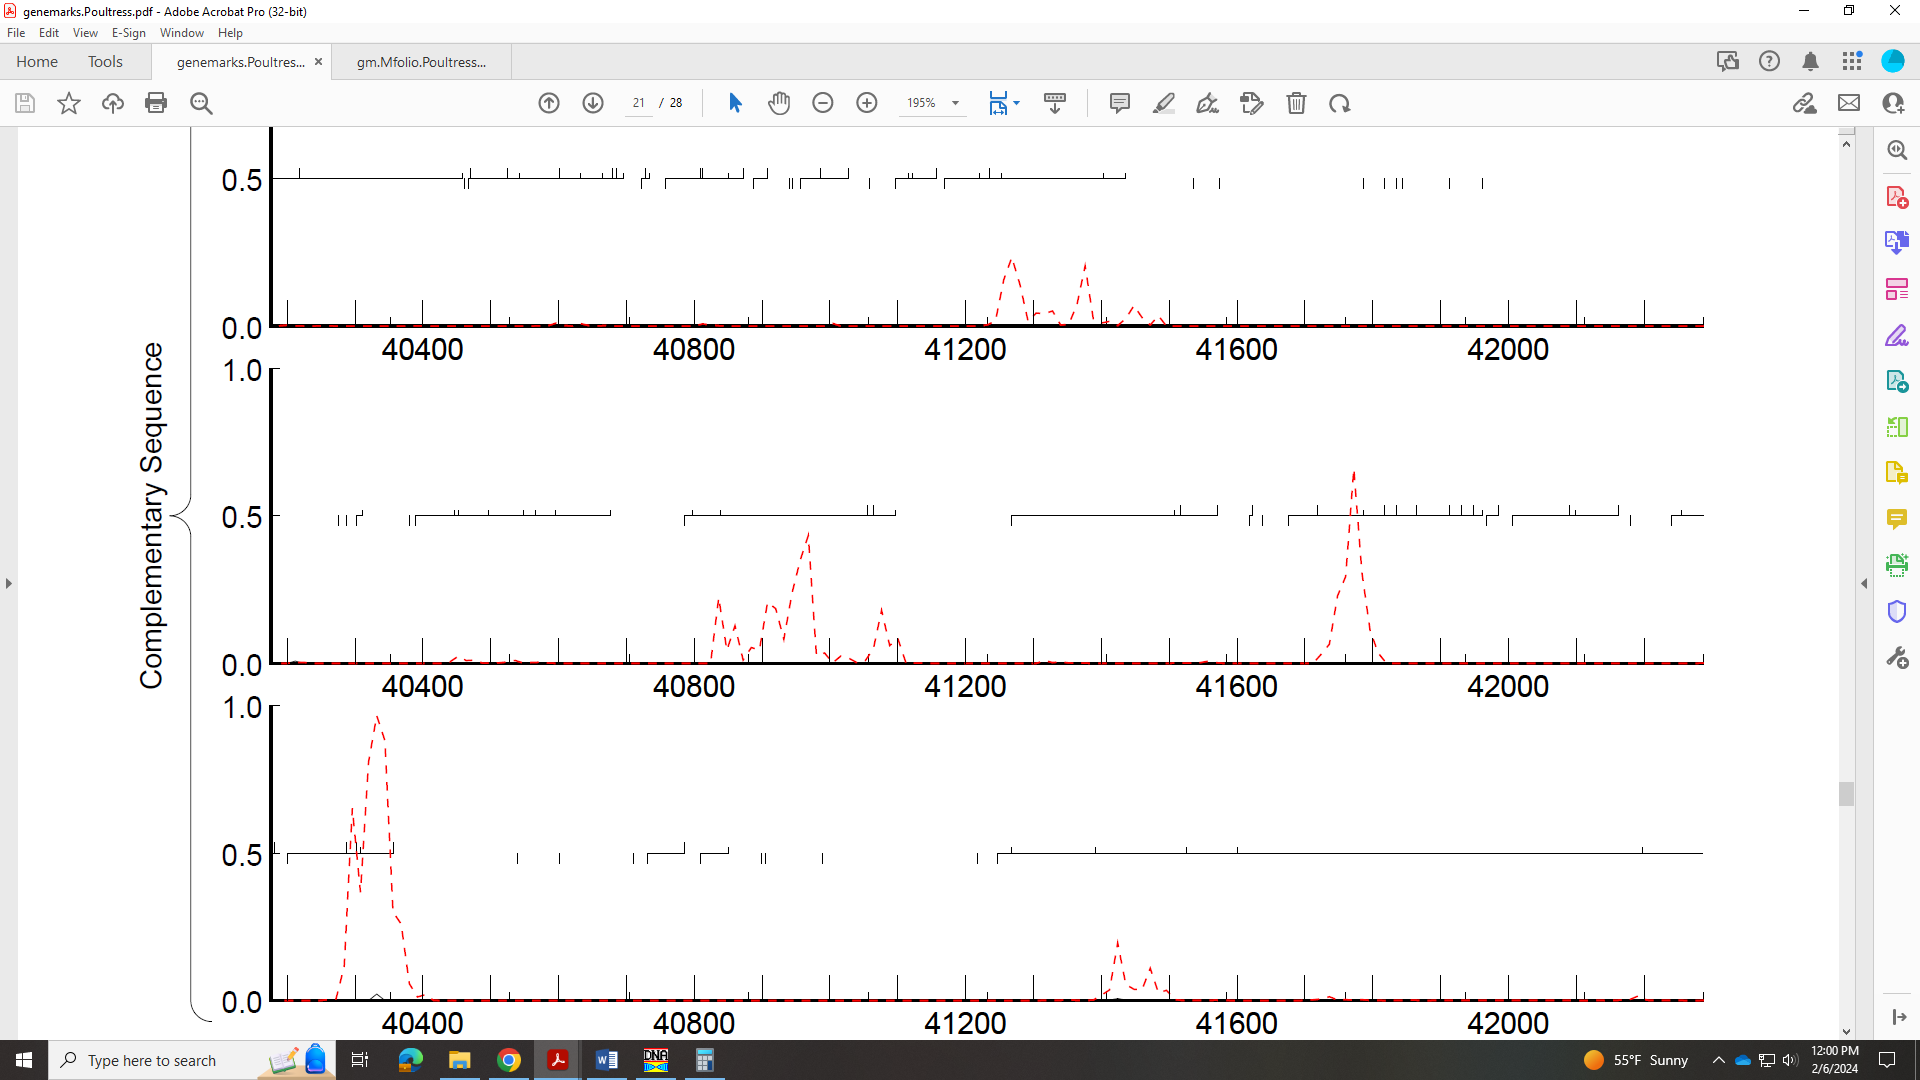 genemarks.Poultress.pdf - Adobe Acrobat Pro (32-bit)
File Edit View E-Sign Window Help
Home Tools genemarks.Poultres... × gm.Mfolio.Poultress...
21 / 28 195%
Complementary Sequence
0.5
0.0
40400 40800 41200 41600 42000
1.0
0.5
0.0
40400 40800 41200 41600 42000
1.0
0.5
0.0
40400 40800 41200 41600 42000
Type here to search
DNA
55°F Sunny
12:00 PM
2/6/2024